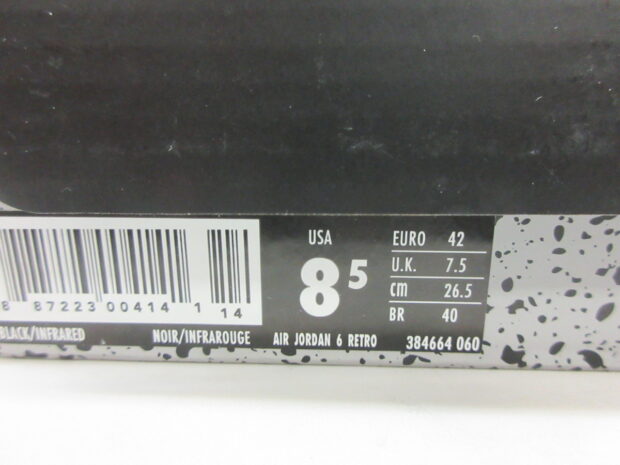 USA
8 5
EURO 42
U.K. 7.5
cm 26.5
BR 40
8 87223 00414 1 14
BLACK/INFRARED NOIR/INFRAROUGE AIR JORDAN 6 RETRO 384664 060